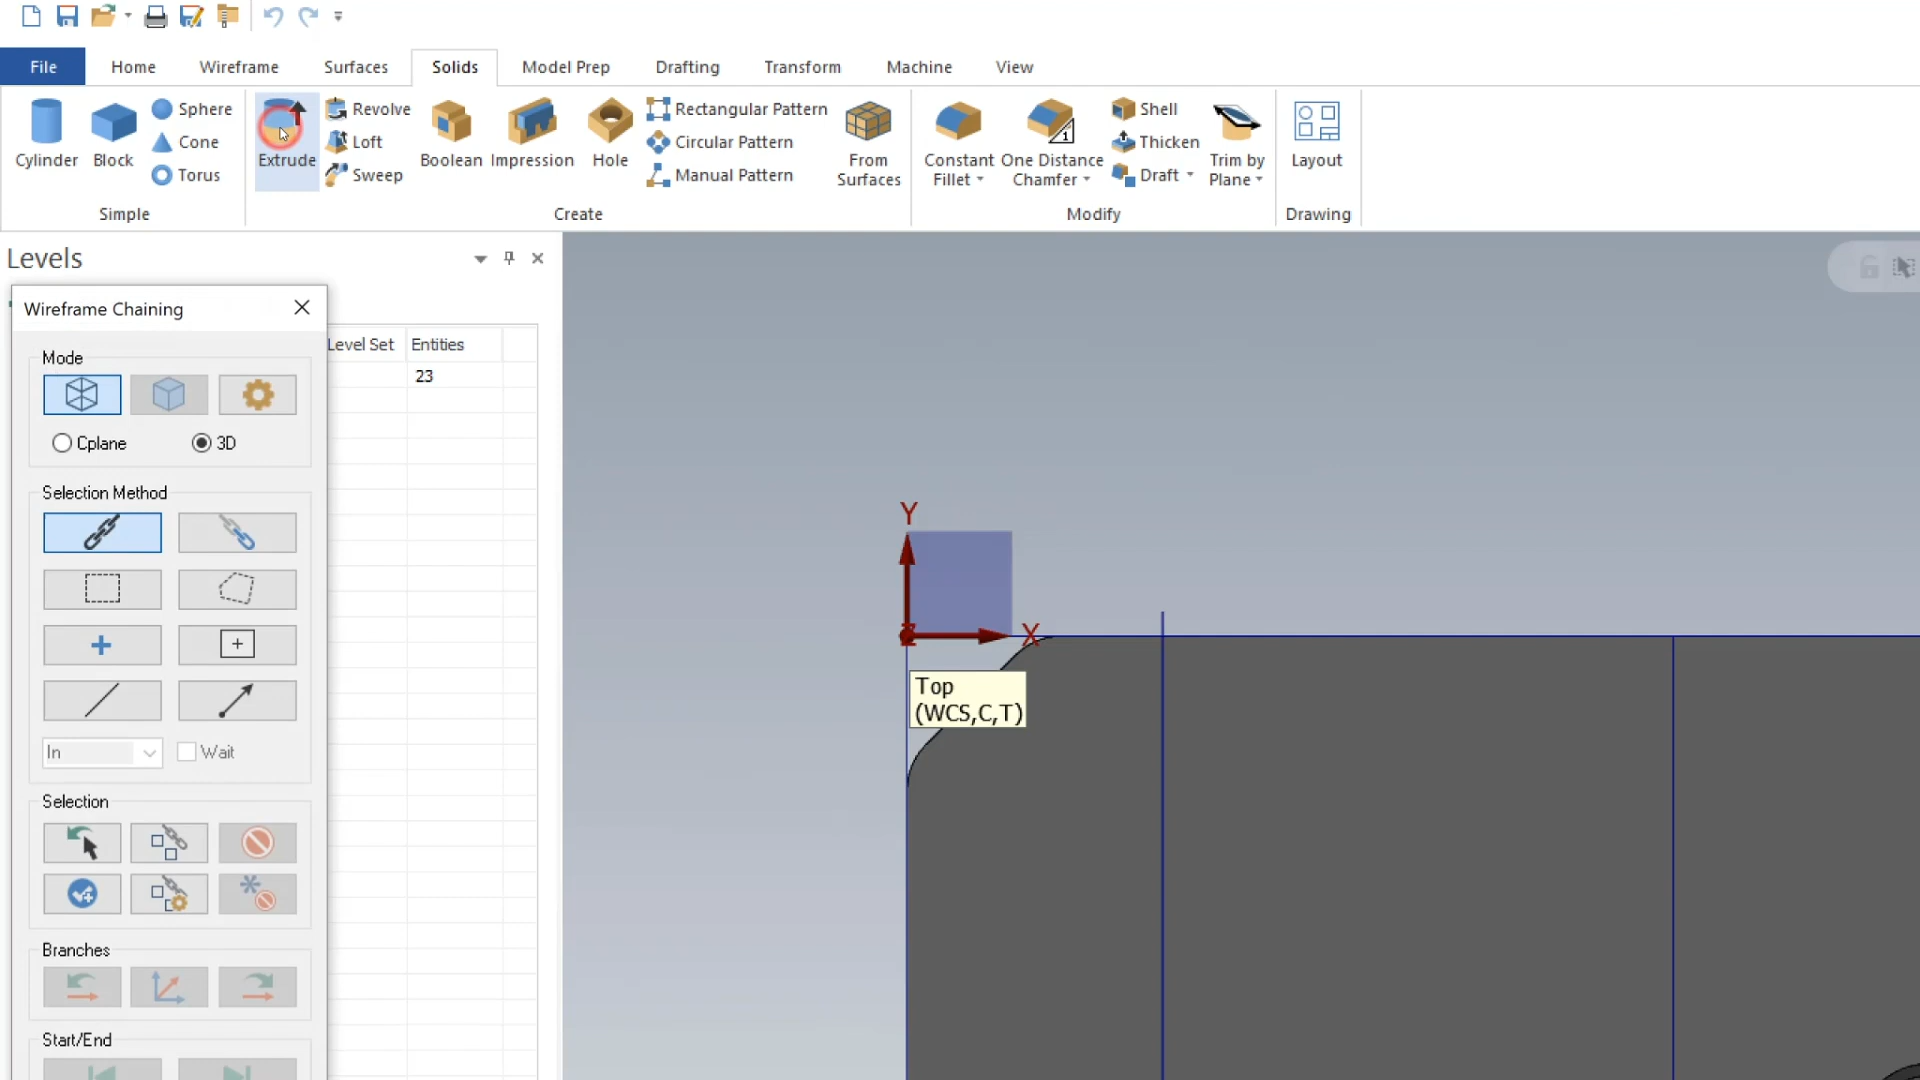 File Home Wireframe Surfaces Solids Model Prep Drafting Transform Machine View
Cylinder
Block
Sphere
Cone
Torus
Simple
Extrude
Revolve
Loft
Sweep
Boolean
Impression
Hole
Rectangular Pattern
Circular Pattern
Manual Pattern
From
Surfaces
Create
Constant
Fillet
One Distance
Chamfer
1
Shell
Thicken
Draft
Trim by
Plane
Modify
Layout
Drawing
Levels
Wireframe Chaining
Level Set Entities
23
Mode
Cplane 3D
Selection Method
In Wait
Selection
Branches
Start/End
Y
X
Z
Top
(WCS,C,T)